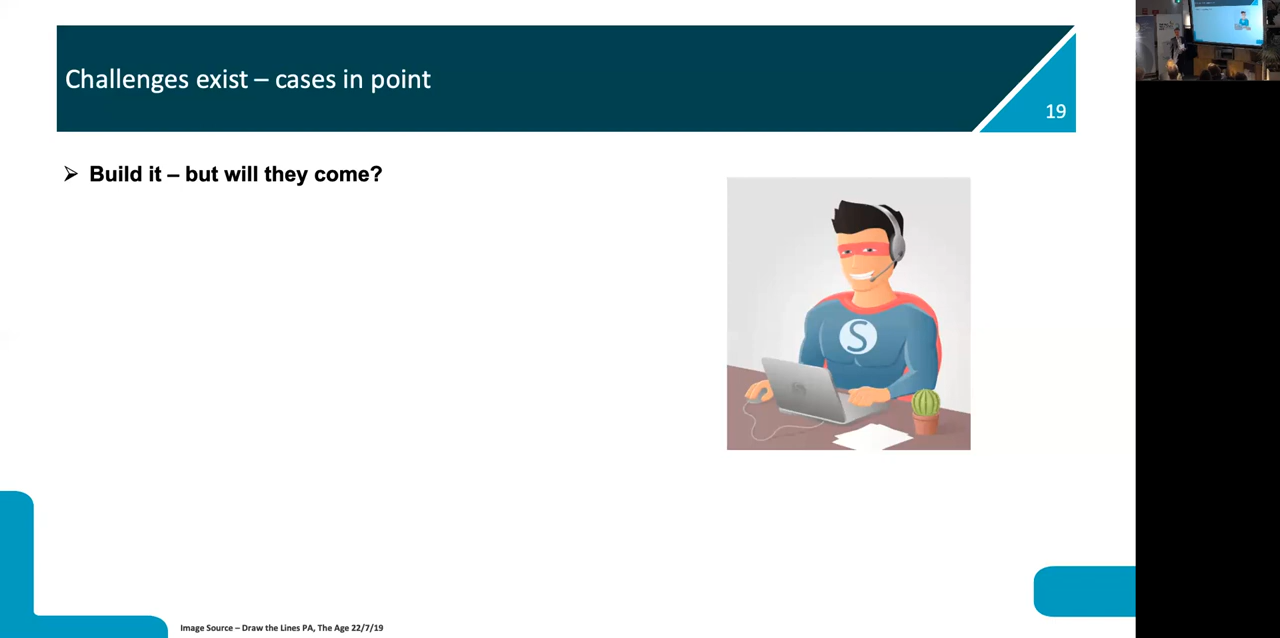 Challenges exist – cases in point
19
➢ Build it – but will they come?
S
Image Source – Draw the Lines PA, The Age 22/7/19